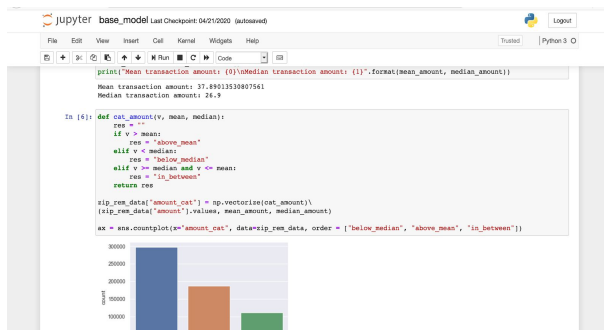 jupyter base_model Last Checkpoint: 04/21/2020 (autosaved)
Logout
File Edit View Insert Cell Kernel Widgets Help
Trusted Python 3
Run Code
print("Mean transaction amount: {0}\nMedian transaction amount: {1}".format(mean_amount, median_amount))
Mean transaction amount: 37.89013530807561
Median transaction amount: 26.9
In [6]: def cat_amount(v, mean, median):
res = ""
if v > mean:
res = "above_mean"
elif v < median:
res = "below_median"
elif v >= median and v <= mean:
res = "in_between"
return res
zip_rem_data["amount_cat"] = np.vectorize(cat_amount)\
(zip_rem_data["amount"].values, mean_amount, median_amount)
ax = sns.countplot(x="amount_cat", data=zip_rem_data, order = ["below_median", "above_mean", "in_between"])
300000
250000
200000
150000
100000
count